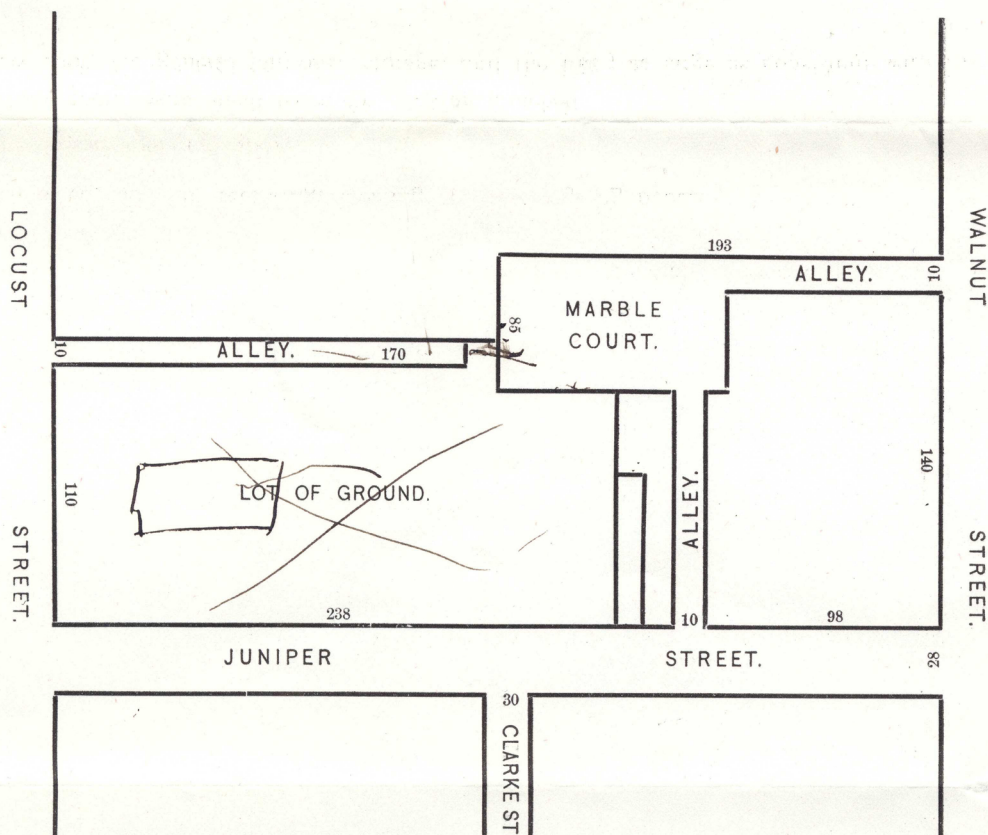 LOCUST
STREET.
WALNUT
STREET.
193
ALLEY.
10
MARBLE
COURT.
85
10
ALLEY.
170
110
LOT OF GROUND.
ALLEY.
140
238
10
98
JUNIPER STREET.
28
30
CLARKE ST